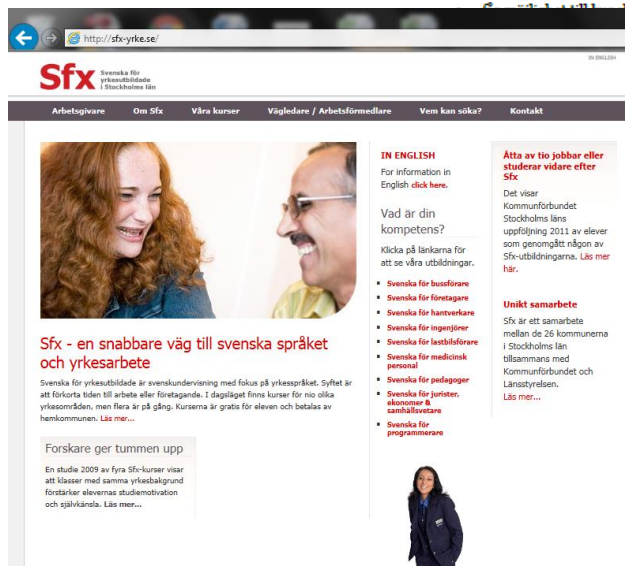 http://sfx-yrke.se/
IN ENGLISH
Sfx
Svenska för
yrkesutbildade
i Stockholms län
Arbetsgivare Om Sfx Våra kurser Vägledare / Arbetsförmedlare Vem kan söka? Kontakt
Sfx - en snabbare väg till svenska språket
och yrkesarbete
Svenska för yrkesutbildade är svenskundervisning med fokus på yrkesspråket. Syftet är
att förkorta tiden till arbete eller företagande. I dagsläget finns kurser för nio olika
yrkesområden, men flera är på gång. Kurserna är gratis för eleven och betalas av
hemkommunen. Läs mer...
Forskare ger tummen upp
En studie 2009 av fyra Sfx-kurser visar
att klasser med samma yrkesbakgrund
förstärker elevernas studiemotivation
och självkänsla. Läs mer...
IN ENGLISH
For information in
English click here.
Vad är din
kompetens?
Klicka på länkarna för
att se våra utbildningar.
Svenska för bussförare
Svenska för företagare
Svenska för hantverkare
Svenska för ingenjörer
Svenska för lastbilsförare
Svenska för medicinsk
personal
Svenska för pedagoger
Svenska för jurister,
ekonomer &
samhällsvetare
Svenska för
programmerare
Åtta av tio jobbar eller
studerar vidare efter
Sfx
Det visar
Kommunförbundet
Stockholms läns
uppföljning 2011 av elever
som genomgått någon av
Sfx-utbildningarna. Läs mer
här.
Unikt samarbete
Sfx är ett samarbete
mellan de 26 kommunerna
i Stockholms län
tillsammans med
Kommunförbundet och
Länsstyrelsen.
Läs mer...